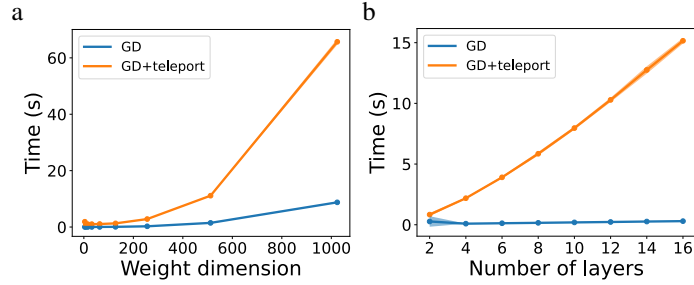 a
GD
GD+teleport
Time (s)
60
40
20
0
0 200 400 600 800 1000
Weight dimension
b
GD
GD+teleport
Time (s)
15
10
5
0
2 4 6 8 10 12 14 16
Number of layers